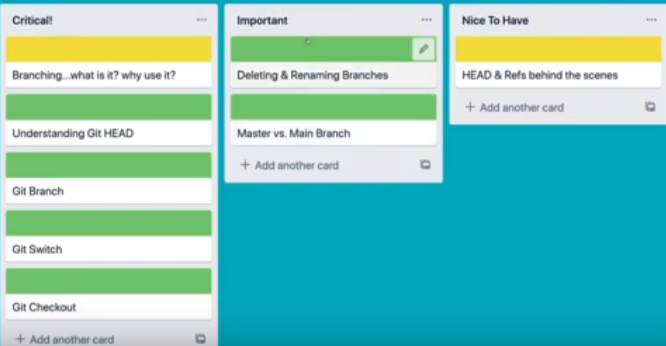 Critical!
Branching...what is it? why use it?
Understanding Git HEAD
Git Branch
Git Switch
Git Checkout
+ Add another card
Important
Deleting & Renaming Branches
Master vs. Main Branch
+ Add another card
Nice To Have
HEAD & Refs behind the scenes
+ Add another card